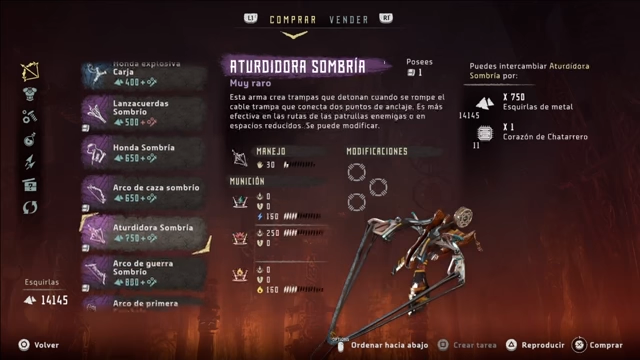 L1
COMPRAR
VENDER
R1
Honda explosiva
Carja
400 +
Lanzacuerdas
Sombrío
500 +
Honda Sombría
650 +
Arco de caza sombrío
650 +
Aturdidora Sombría
750 +
Arco de guerra
Sombrío
800 +
Arco de primera
Esquirlas
14145
ATURDIDORA SOMBRÍA
Muy raro
Posees
1
Esta arma crea trampas que detonan cuando se rompe el
cable trampa que conecta dos puntos de anclaje. Es más
efectiva en las rutas de las patrullas enemigas o en
espacios reducidos. Se puede modificar.
MANEJO
30
MODIFICACIONES
MUNICIÓN
0
0
160
250
0
0
0
160
Puedes intercambiar Aturdidora
Sombría por:
X 750
Esquirlas de metal
14145
X 1
Corazón de Chatarrero
11
Volver
OPTIONS
Ordenar hacia abajo
Crear tarea
Reproducir
Comprar